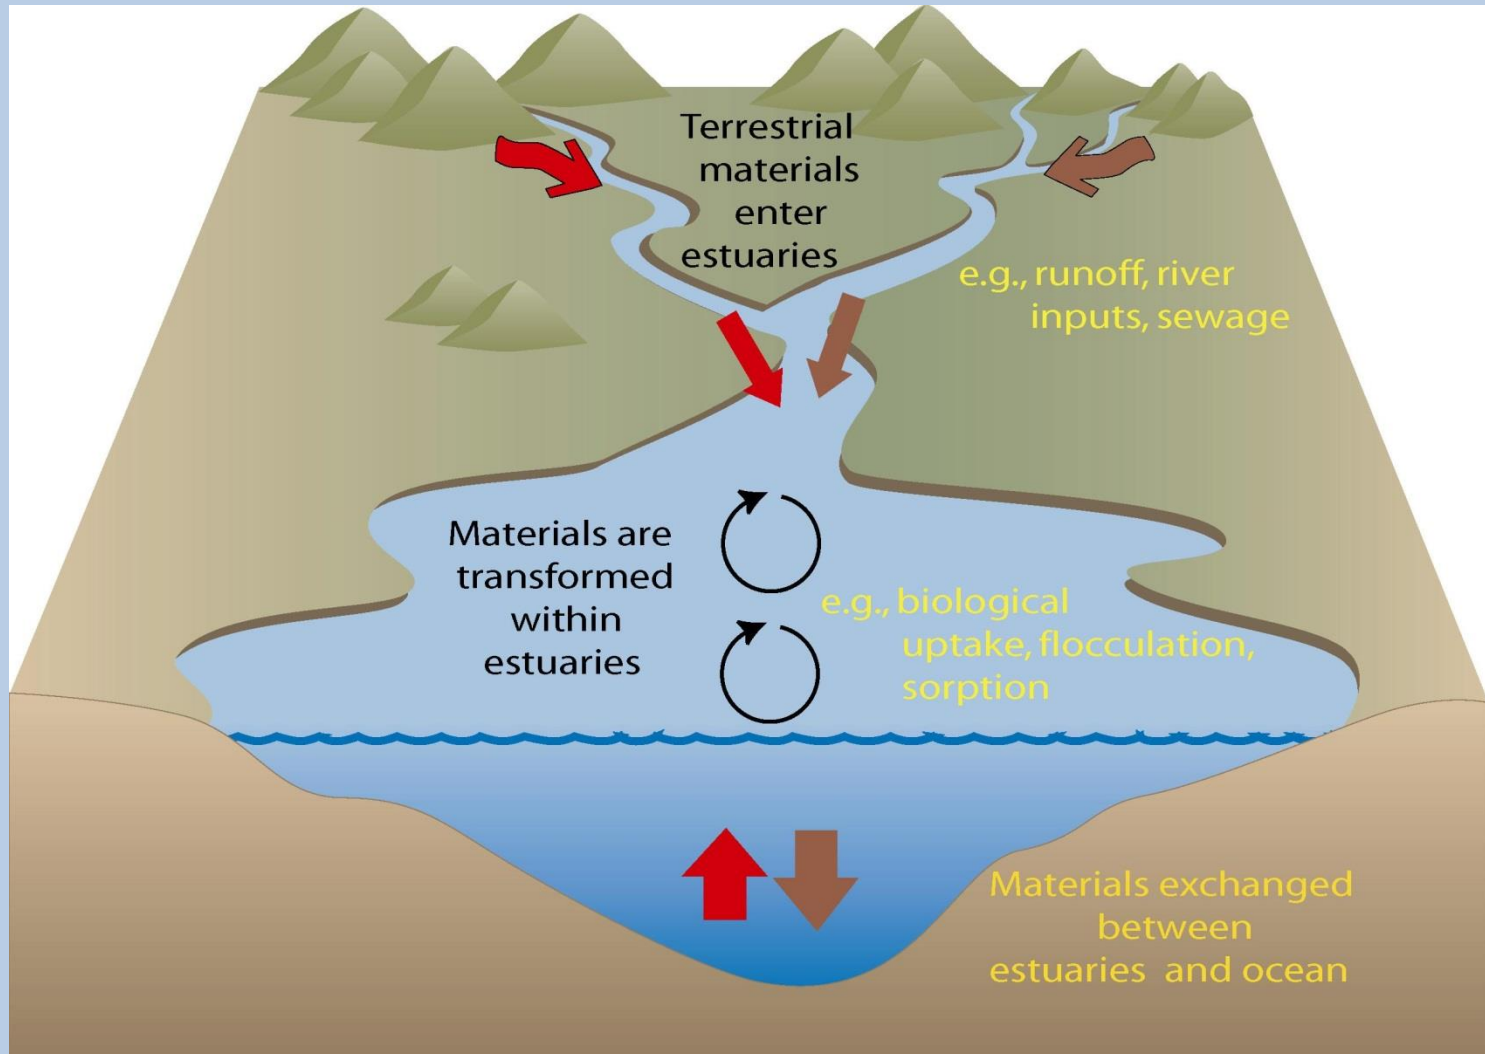 Terrestrial
materials
enter
estuaries
e.g., runoff, river
inputs, sewage
Materials are
transformed
within
estuaries
e.g., biological
uptake, flocculation,
sorption
Materials exchanged
between
estuaries and ocean